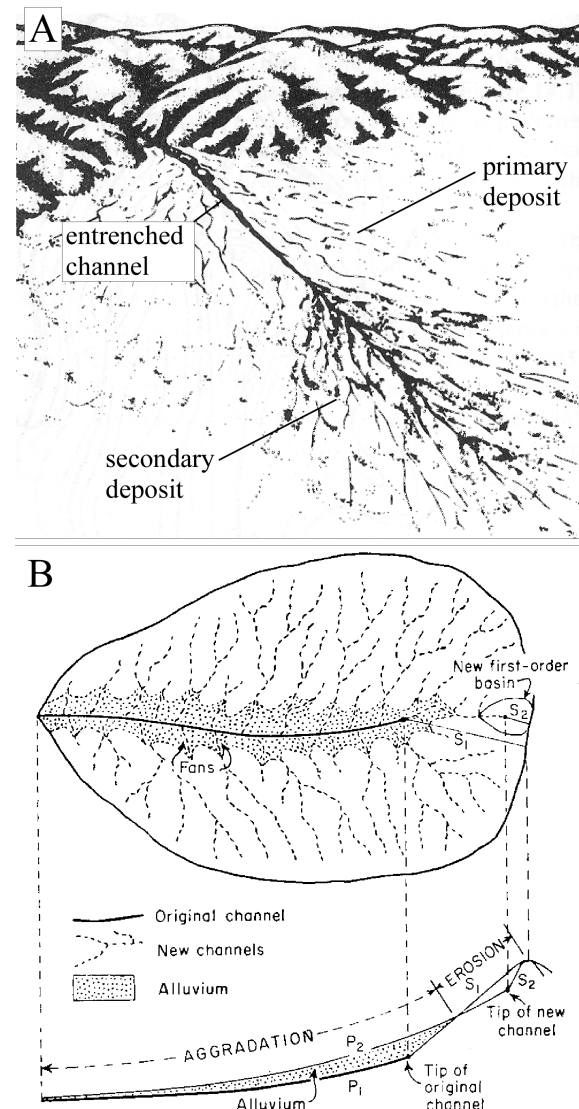 A
primary
deposit
entrenched
channel
secondary
deposit
B
New first-order
basin
S2
S1
Fans
Original channel
New channels
Alluvium
EROSION
S1
S2
Tip of new
channel
AGGRADATION
P2
P1
Alluvium
Tip of
original
channel